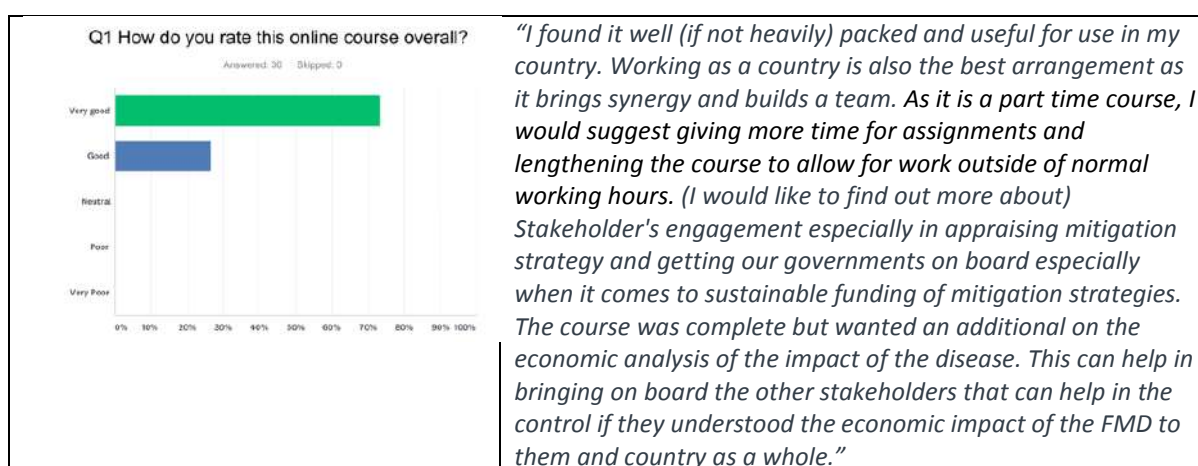 Q1 How do you rate this online course overall?
Answered: 30 Skipped: 0
Very good
Good
Neutral
Poor
Very Poor
0% 10% 20% 30% 40% 50% 60% 70% 80% 90% 100%
“I found it well (if not heavily) packed and useful for use in my
country. Working as a country is also the best arrangement as
it brings synergy and builds a team. As it is a part time course, I
would suggest giving more time for assignments and
lengthening the course to allow for work outside of normal
working hours. (I would like to find out more about)
Stakeholder's engagement especially in appraising mitigation
strategy and getting our governments on board especially
when it comes to sustainable funding of mitigation strategies.
The course was complete but wanted an additional on the
economic analysis of the impact of the disease. This can help in
bringing on board the other stakeholders that can help in the
control if they understood the economic impact of the FMD to
them and country as a whole.”